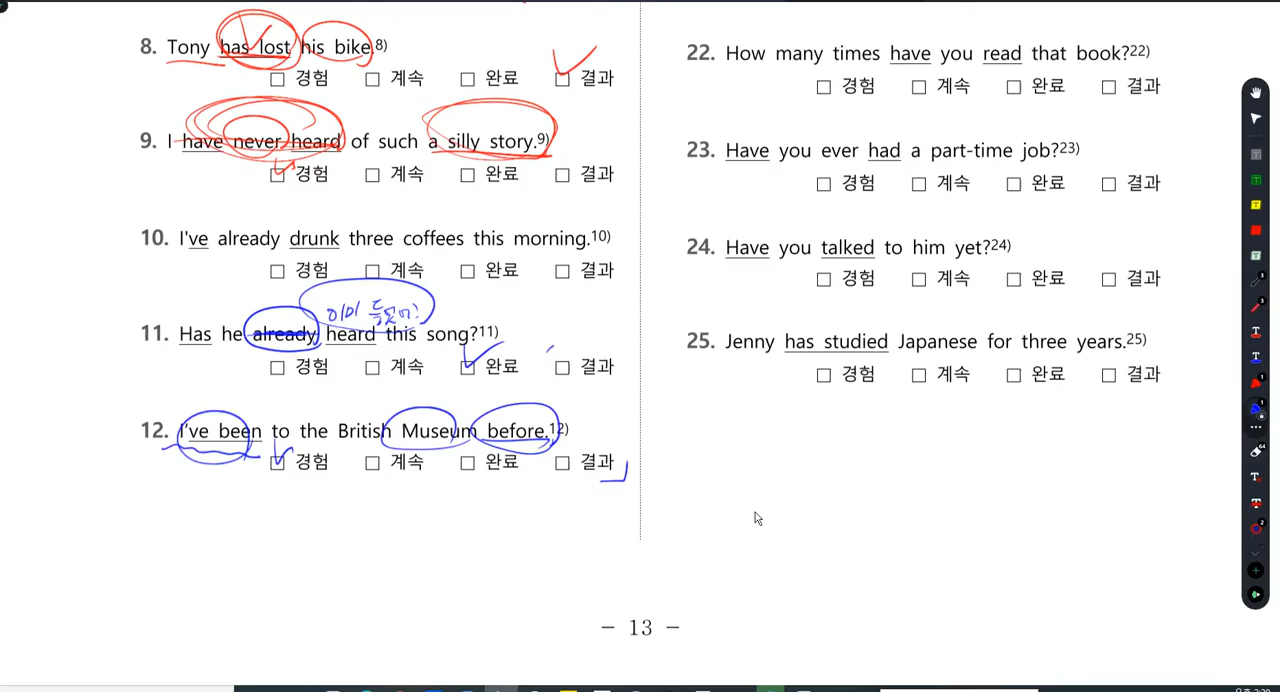 8. Tony has lost his bike.8)
□ 경험 □ 계속 □ 완료 □ 결과
9. I have never heard of such a silly story.9)
□ 경험 □ 계속 □ 완료 □ 결과
10. I've already drunk three coffees this morning.10)
□ 경험 □ 계속 □ 완료 □ 결과
이미
11. Has he already heard this song?11)
□ 경험 □ 계속 □ 완료 □ 결과
12. I've been to the British Museum before.12)
□ 경험 □ 계속 □ 완료 □ 결과
22. How many times have you read that book?22)
□ 경험 □ 계속 □ 완료 □ 결과
23. Have you ever had a part-time job?23)
□ 경험 □ 계속 □ 완료 □ 결과
24. Have you talked to him yet?24)
□ 경험 □ 계속 □ 완료 □ 결과
25. Jenny has studied Japanese for three years.25)
□ 경험 □ 계속 □ 완료 □ 결과
- 13 -